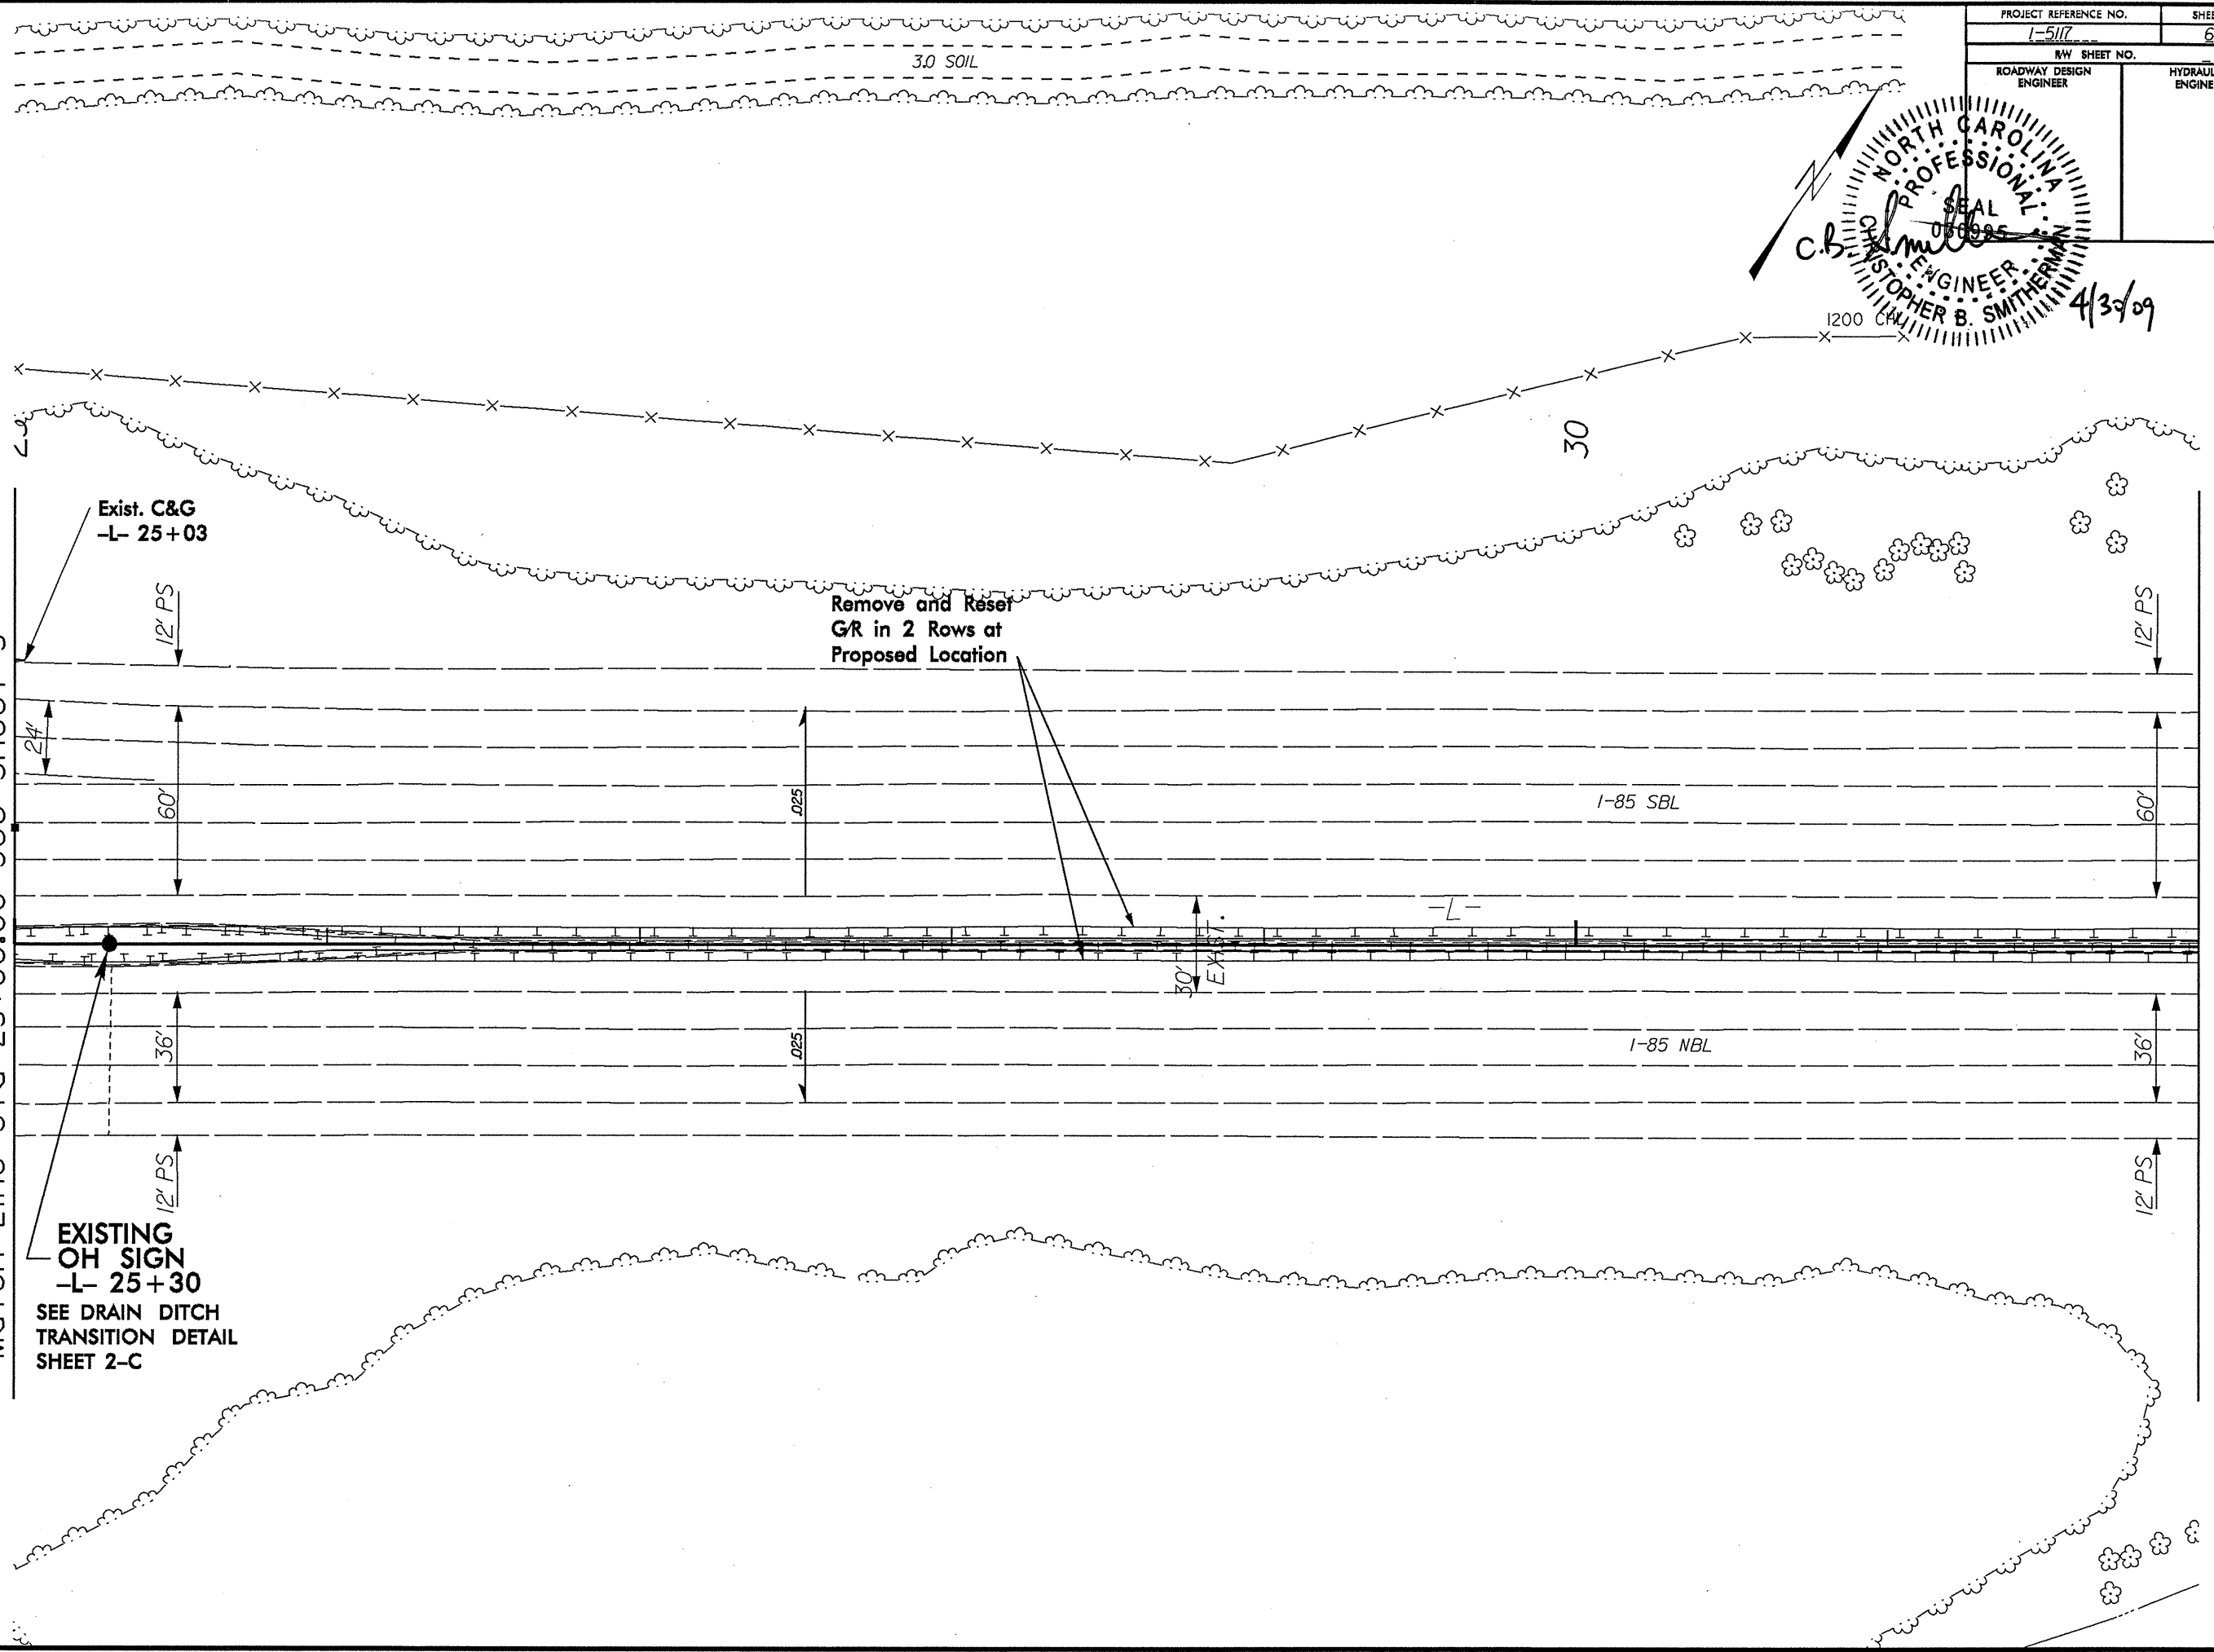 PROJECT REFERENCE NO.
I-5117
6
R/W SHEET NO.
ROADWAY DESIGN
ENGINEER
3.0 SOIL
NORTH CAROLINA
PROFESSIONAL
SEAL
ENGINEER
CHRISTOPHER B. SMITHERMAN
C.B.
4/30/09
1200
30
Exist. C&G
-L- 25+03
12' PS
12' PS
Remove and Reset
G/R in 2 Rows at
Proposed Location
24'
60'
.025
I-85 SBL
60'
-L-
30'
EXIST.
36'
.025
I-85 NBL
36'
12' PS
12' PS
EXISTING
OH SIGN
-L- 25+30
SEE DRAIN DITCH
TRANSITION DETAIL
SHEET 2-C